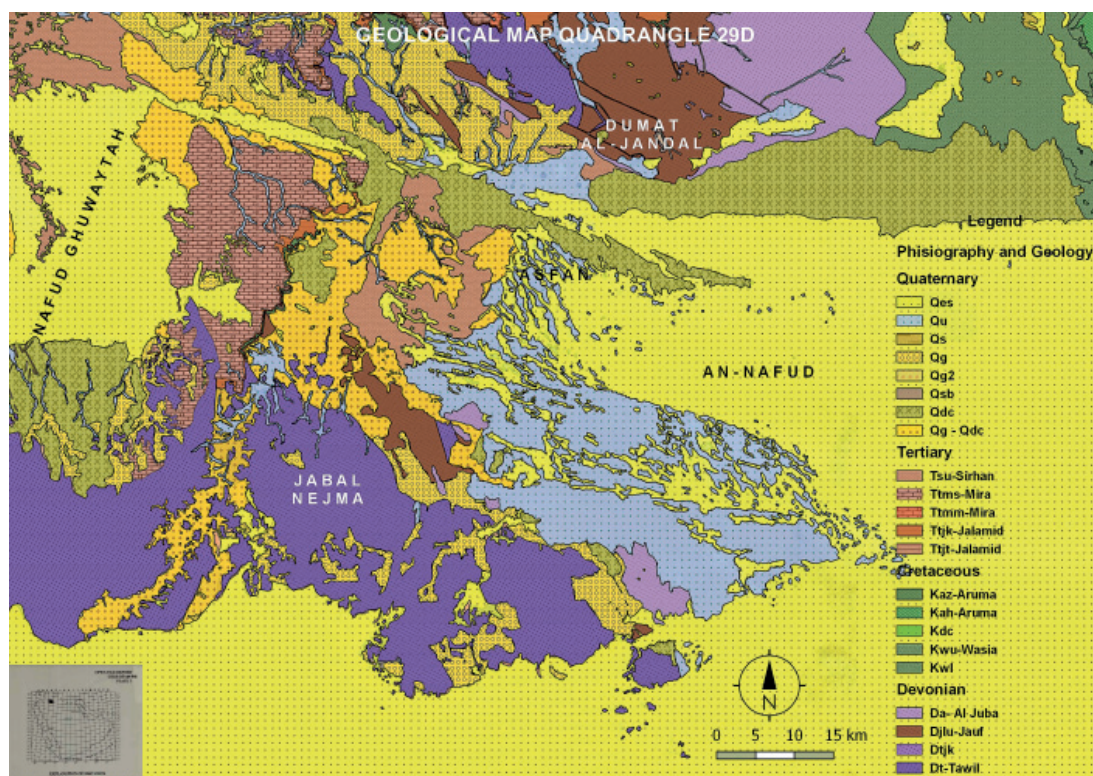 GEOLOGICAL MAP QUADRANGLE 29D
DUMAT
AL-JANDAL
NAFUD GHUWAYTAH
ASFAN
AN-NAFUD
JABAL
NEJMA
Legend
Phisiography and Geology
Quaternary
Qes
Qu
Qs
Qg
Qg2
Qsb
Qdc
Qg - Qdc
Tertiary
Tsu-Sirhan
Ttms-Mira
Ttmm-Mira
Ttjk-Jalamid
Ttjt-Jalamid
Cretaceous
Kaz-Aruma
Kah-Aruma
Kdc
Kwu-Wasia
Kwl
Devonian
Da- Al Juba
Djlu-Jauf
Dtjk
Dt-Tawil
N
0 5 10 15 km